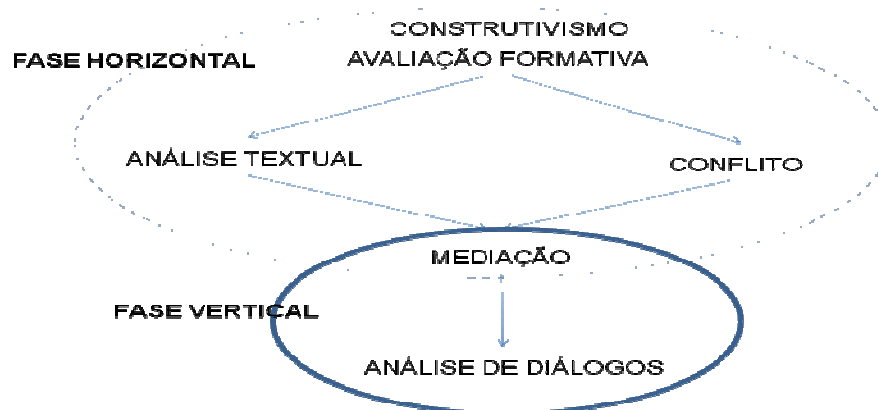 CONSTRUTIVISMO
FASE HORIZONTAL
AVALIAÇÃO FORMATIVA
ANÁLISE TEXTUAL
CONFLITO
MEDIAÇÃO
FASE VERTICAL
ANÁLISE DE DIÁLOGOS